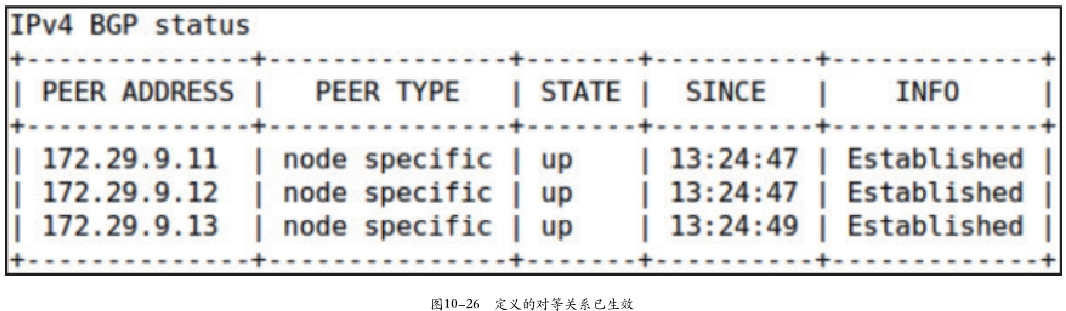 IPv4 BGP status
+--------------+---------------+-------+----------+-------------+
| PEER ADDRESS |   PEER TYPE   | STATE |  SINCE   |    INFO     |
+--------------+---------------+-------+----------+-------------+
| 172.29.9.11  | node specific | up    | 13:24:47 | Established |
| 172.29.9.12  | node specific | up    | 13:24:47 | Established |
| 172.29.9.13  | node specific | up    | 13:24:49 | Established |
+--------------+---------------+-------+----------+-------------+
图10-26 定义的对等关系已生效